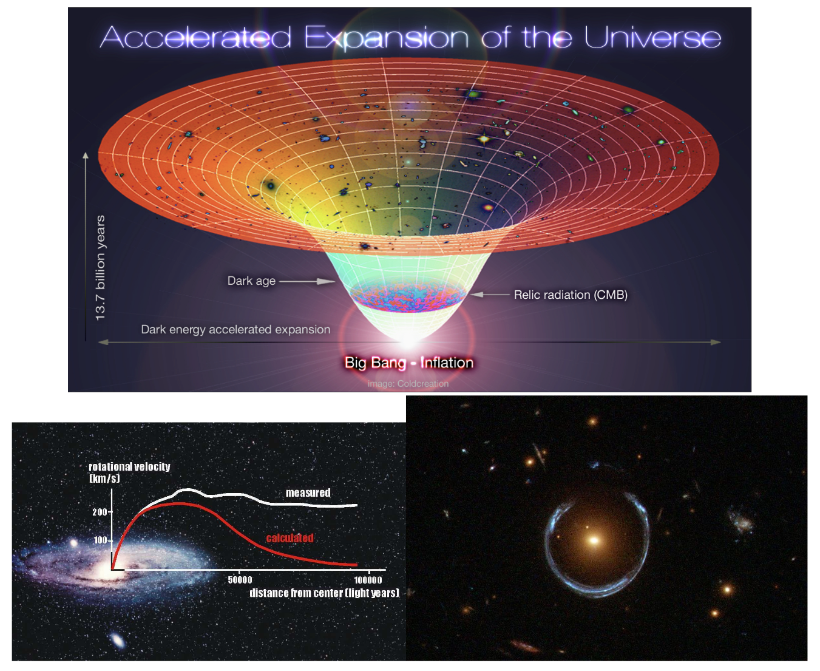 Accelerated Expansion of the Universe
13.7 billion years
Dark age
Relic radiation (CMB)
Dark energy accelerated expansion
Big Bang - Inflation
Image: Coldcreation
rotational velocity
(km/s)
measured
200
calculated
100
50000
100000
distance from center (light years)